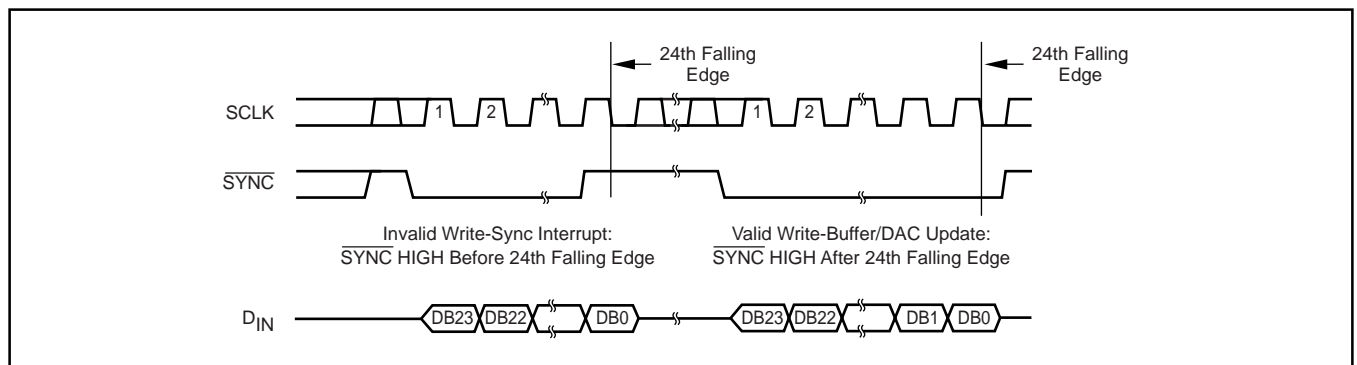 24th Falling
Edge
24th Falling
Edge
SCLK
1
2
1
2
SYNC
Invalid Write-Sync Interrupt:
SYNC HIGH Before 24th Falling Edge
Valid Write-Buffer/DAC Update:
SYNC HIGH After 24th Falling Edge
DIN
DB23
DB22
DB0
DB23
DB22
DB1
DB0